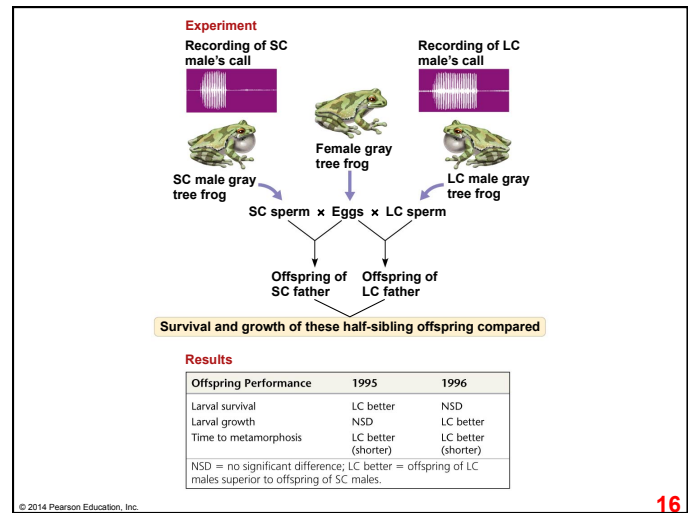 Experiment
Recording of SC
male's call
Recording of LC
male's call
Female gray
tree frog
SC male gray
tree frog
LC male gray
tree frog
SC sperm × Eggs × LC sperm
Offspring of
SC father
Offspring of
LC father
Survival and growth of these half-sibling offspring compared
Results
Offspring Performance 1995 1996
Larval survival LC better NSD
Larval growth NSD LC better
Time to metamorphosis LC better LC better
(shorter) (shorter)
NSD = no significant difference; LC better = offspring of LC
males superior to offspring of SC males.
© 2014 Pearson Education, Inc.
16